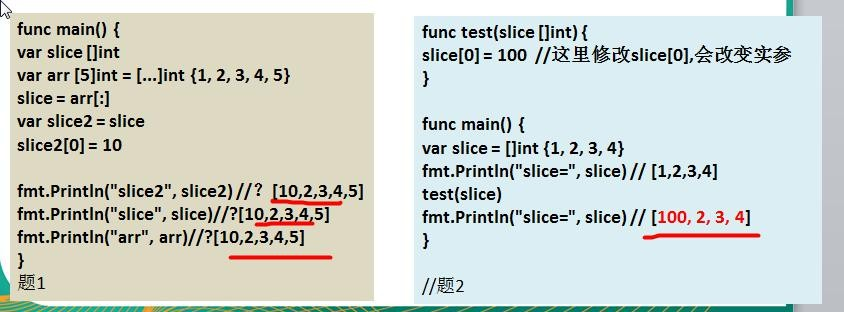 func main() {
var slice []int
var arr [5]int = [...]int {1, 2, 3, 4, 5}
slice = arr[:]
var slice2 = slice
slice2[0] = 10
fmt.Println("slice2", slice2) //？ [10,2,3,4,5]
fmt.Println("slice", slice)//?[10,2,3,4,5]
fmt.Println("arr", arr)//?[10,2,3,4,5]
}
题1
func test(slice []int) {
slice[0] = 100 //这里修改slice[0],会改变实参
}
func main() {
var slice = []int {1, 2, 3, 4}
fmt.Println("slice=", slice) // [1,2,3,4]
test(slice)
fmt.Println("slice=", slice) // [100, 2, 3, 4]
}
//题2